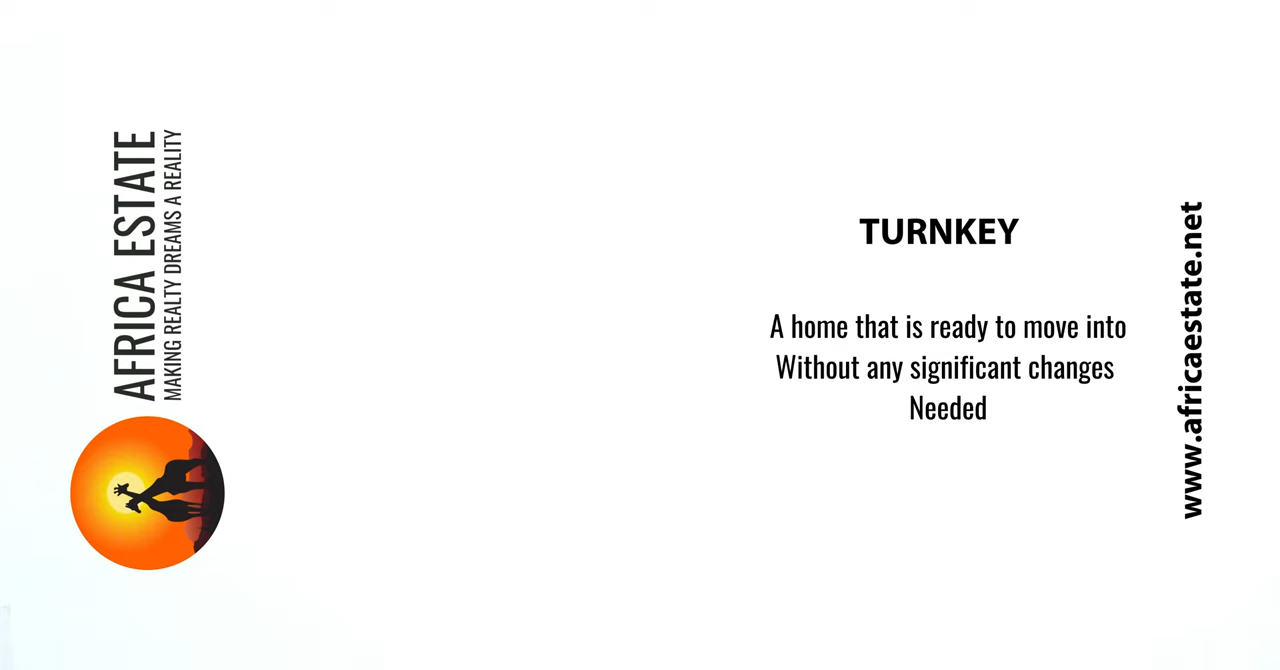 AFRICA ESTATE
MAKING REALTY DREAMS A REALITY
TURNKEY
A home that is ready to move into
Without any significant changes
Needed
www.africaestate.net